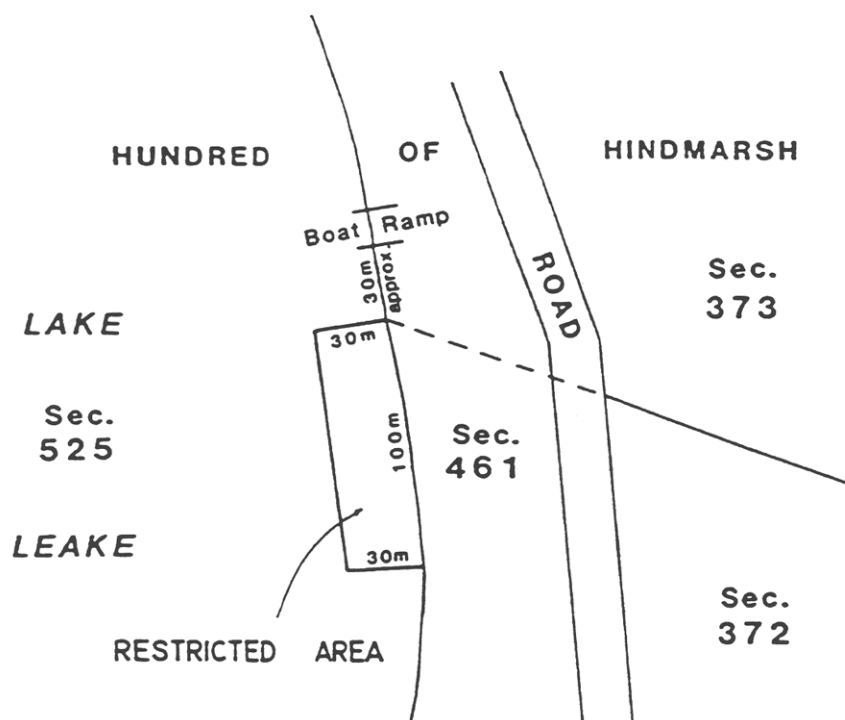 HUNDRED OF HINDMARSH
Boat Ramp
30m
approx.
ROAD
Sec.
373
LAKE
30m
Sec.
525
100m
Sec.
461
LEAKE
30m
Sec.
372
RESTRICTED AREA